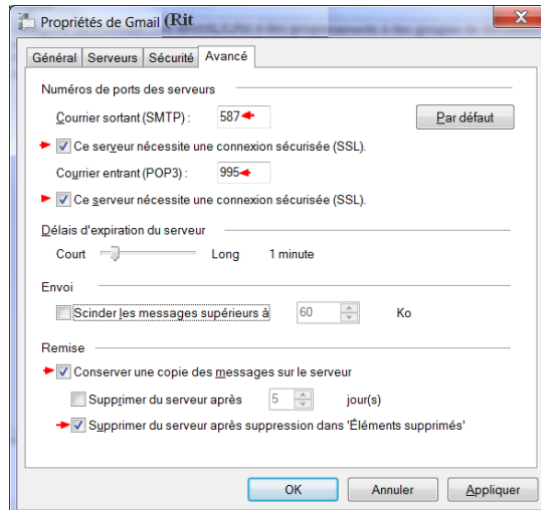 Propriétés de Gmail (Rit
Général Serveurs Sécurité Avancé
Numéros de ports des serveurs
Courrier sortant (SMTP) : 587 Par défaut
Ce serveur nécessite une connexion sécurisée (SSL).
Courrier entrant (POP3) : 995
Ce serveur nécessite une connexion sécurisée (SSL).
Délais d'expiration du serveur
Court Long 1 minute
Envoi
Scinder les messages supérieurs à 60 Ko
Remise
Conserver une copie des messages sur le serveur
Supprimer du serveur après 5 jour(s)
Supprimer du serveur après suppression dans 'Éléments supprimés'
OK Annuler Appliquer